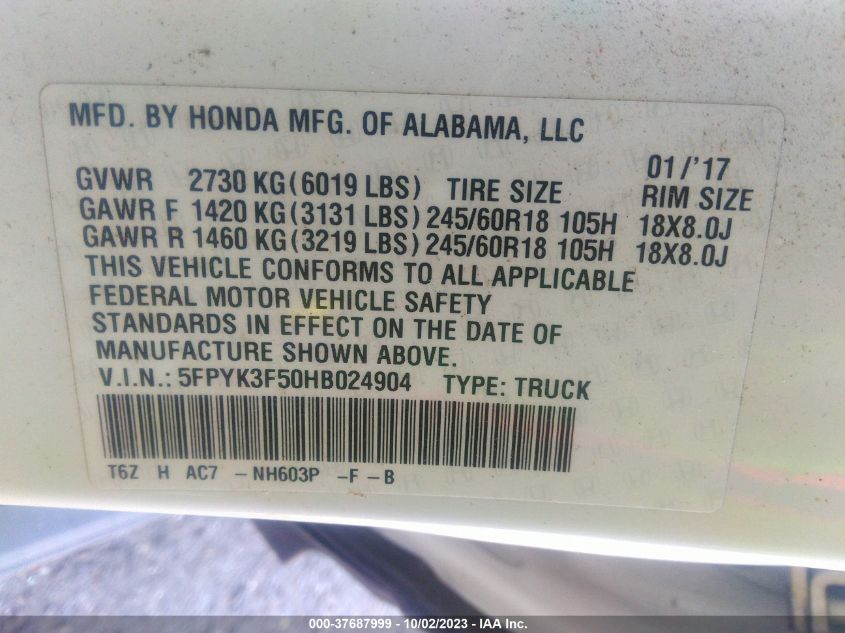 MFD. BY HONDA MFG. OF ALABAMA, LLC
01/'17
GVWR 2730 KG (6019 LBS) TIRE SIZE RIM SIZE
GAWR F 1420 KG (3131 LBS) 245/60R18 105H 18X8.0J
GAWR R 1460 KG (3219 LBS) 245/60R18 105H 18X8.0J
THIS VEHICLE CONFORMS TO ALL APPLICABLE
FEDERAL MOTOR VEHICLE SAFETY
STANDARDS IN EFFECT ON THE DATE OF
MANUFACTURE SHOWN ABOVE.
V.I.N.: 5FPYK3F50HB024904 TYPE: TRUCK
T6Z H AC7 -NH603P -F-B
000-37687999 - 10/02/2023 - IAA Inc.